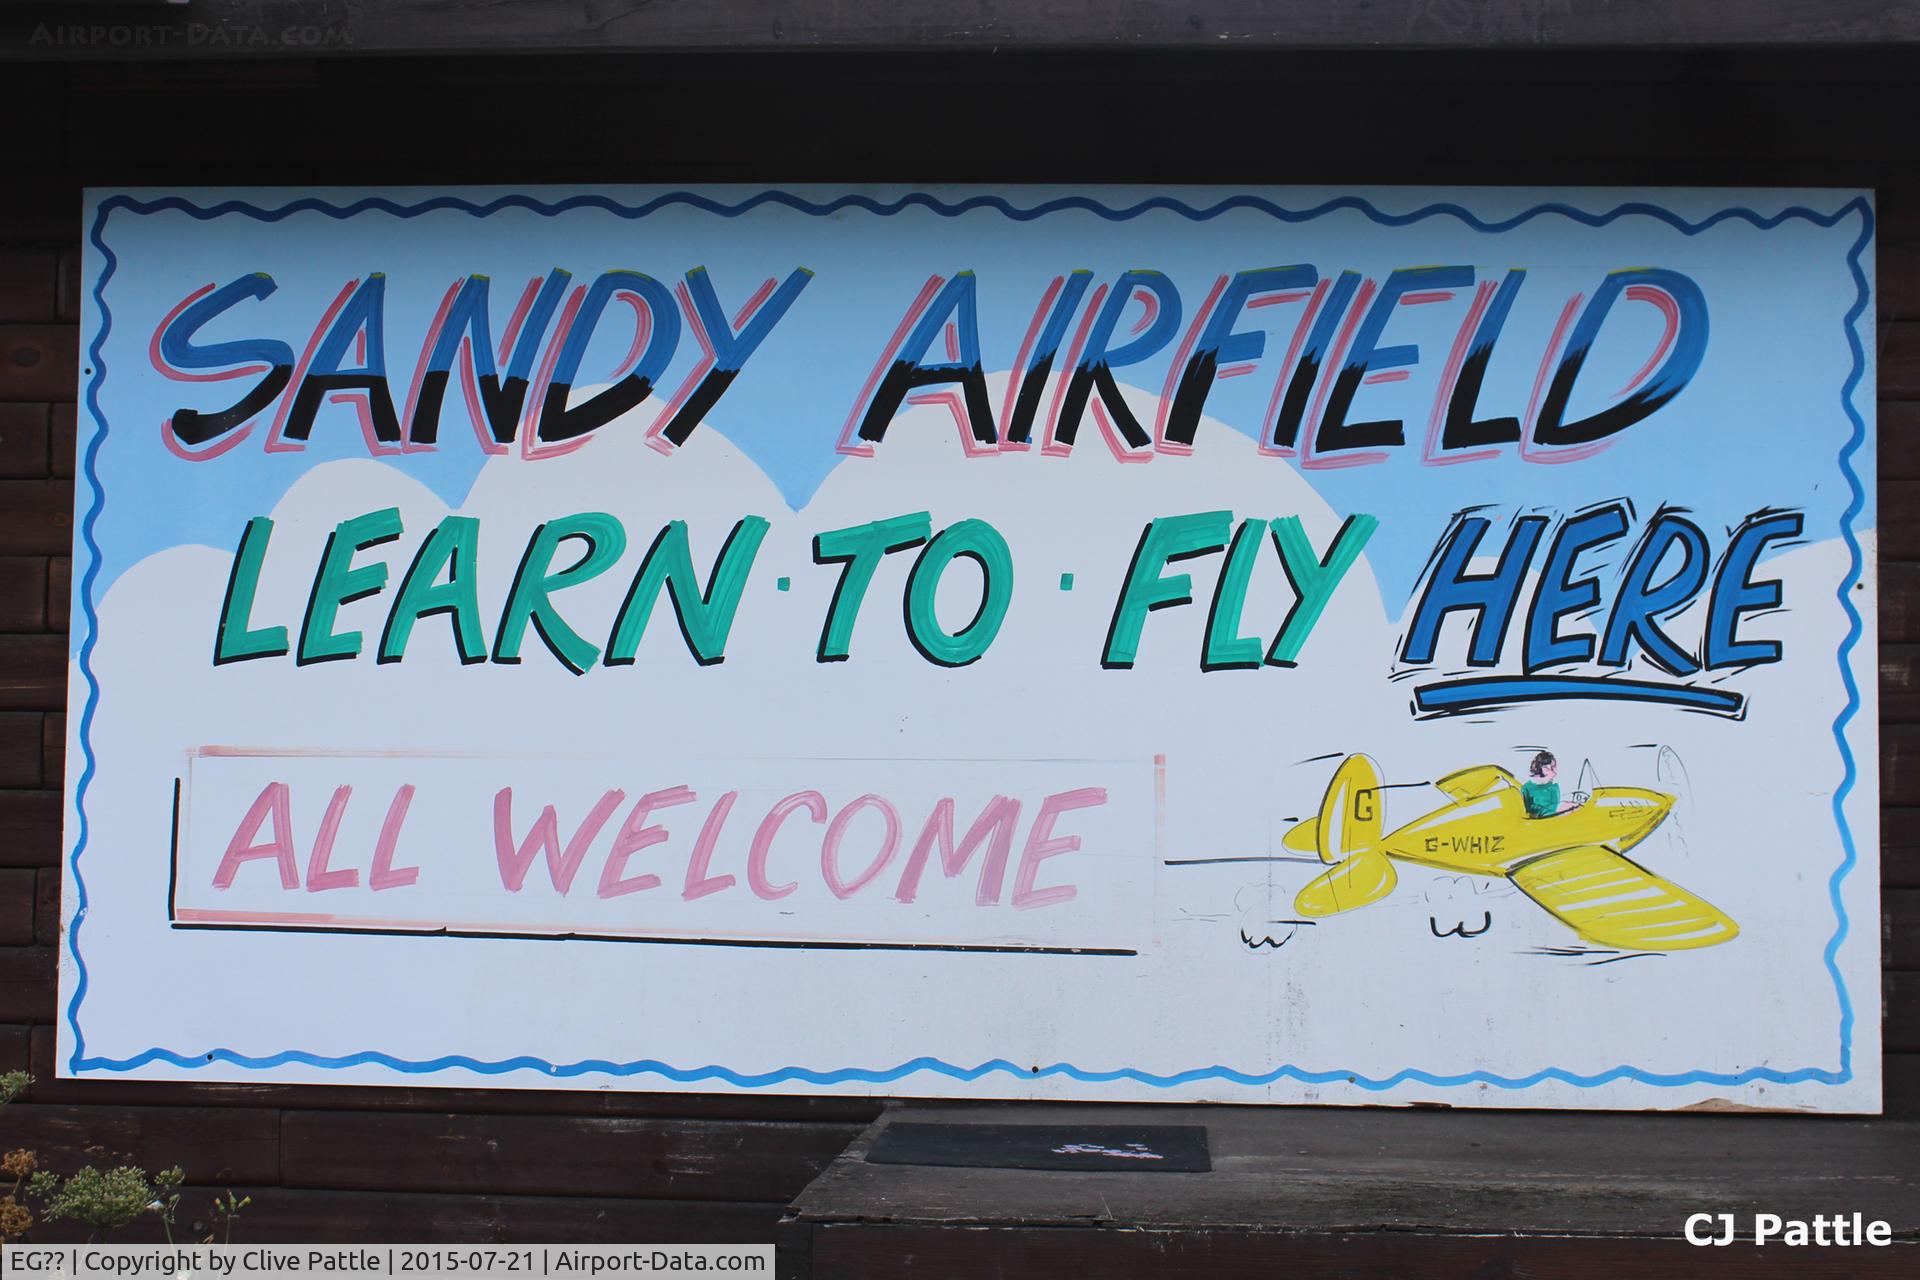 AIRPORT-DATA.COM
SANDY AIRFIELD
LEARN · TO · FLY HERE
ALL WELCOME
G
G-WHIZ
CJ Pattle
EG?? | Copyright by Clive Pattle | 2015-07-21 | Airport-Data.com